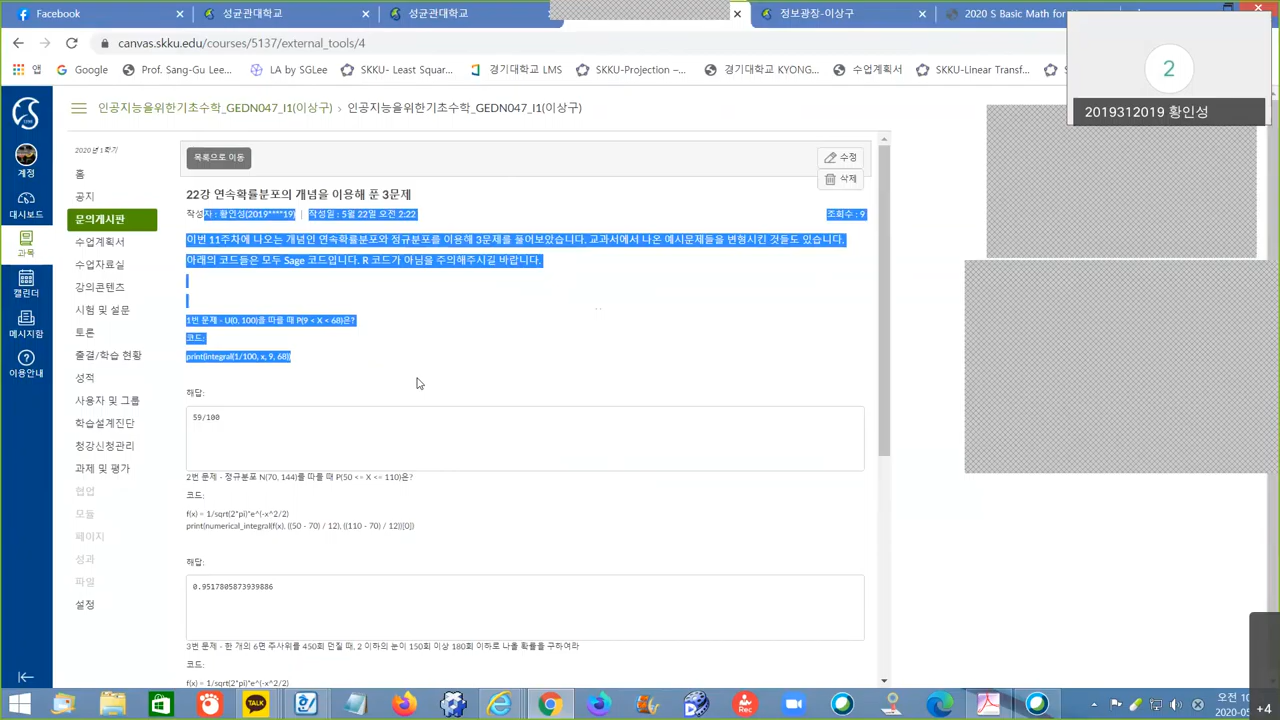 Facebook
성균관대학교
성균관대학교
정보광장-이상구
2020 S Basic Math for
canvas.skku.edu/courses/5137/external_tools/4
앱
Google
Prof. Sang-Gu Lee...
LA by SGLee
SKKU- Least Squar...
경기대학교 LMS
SKKU-Projection –...
경기대학교 KYONG...
수업계획서
SKKU-Linear Transf...
2
2019312019 황인성
인공지능을위한기초수학_GEDN047_I1(이상구) › 인공지능을위한기초수학_GEDN047_I1(이상구)
계정
대시보드
과목
캘린더
메시지함
이용안내
2020년 1학기
홈
공지
문의게시판
수업계획서
수업자료실
강의콘텐츠
시험 및 설문
토론
출결/학습 현황
성적
사용자 및 그룹
학습설계진단
청강신청관리
과제 및 평가
협업
모듈
페이지
성과
파일
설정
목록으로 이동
수정
삭제
22강 연속확률분포의 개념을 이용해 푼 3문제
작성자 : 황인성(2019****19) | 작성일 : 5월 22일 오전 2:22
조회수 : 9
이번 11주차에 나오는 개념인 연속확률분포와 정규분포를 이용해 3문제를 풀어보았습니다. 교과서에서 나온 예시문제들을 변형시킨 것들도 있습니다.
아래의 코드들은 모두 Sage 코드입니다. R 코드가 아님을 주의해주시길 바랍니다.
1번 문제 - U(0, 100)을 따를 때 P(9 < X < 68)은?
코드:
print(integral(1/100, x, 9, 68))
해답:
59/100
2번 문제 - 정규분포 N(70, 144)를 따를 때 P(50 <= X <= 110)은?
코드:
f(x) = 1/sqrt(2*pi)*e^(-x^2/2)
print(numerical_integral(f(x), ((50 - 70) / 12), ((110 - 70) / 12))[0])
해답:
0.9517805873939886
3번 문제 - 한 개의 6면 주사위를 450회 던질 때, 2 이하의 눈이 150회 이상 180회 이하로 나올 확률을 구하여라
코드:
f(x) = 1/sqrt(2*pi)*e^(-x^2/2)
TALK
Rec
오전 10
+4